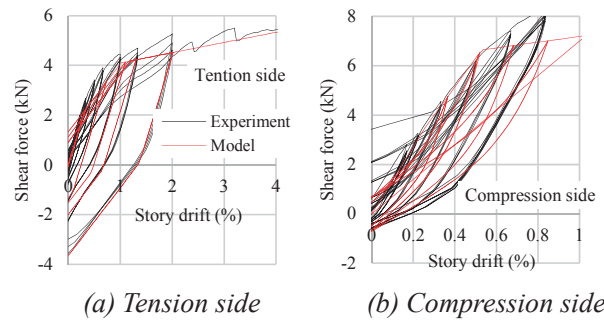 Shear force (kN)
6
4
2
0
-2
-4
0
1
2
3
4
Tention side
Experiment
Model
Story drift (%)
(a) Tension side
Shear force (kN)
8
6
4
2
0
-2
0
0.2
0.4
0.6
0.8
1
Compression side
Story drift (%)
(b) Compression side